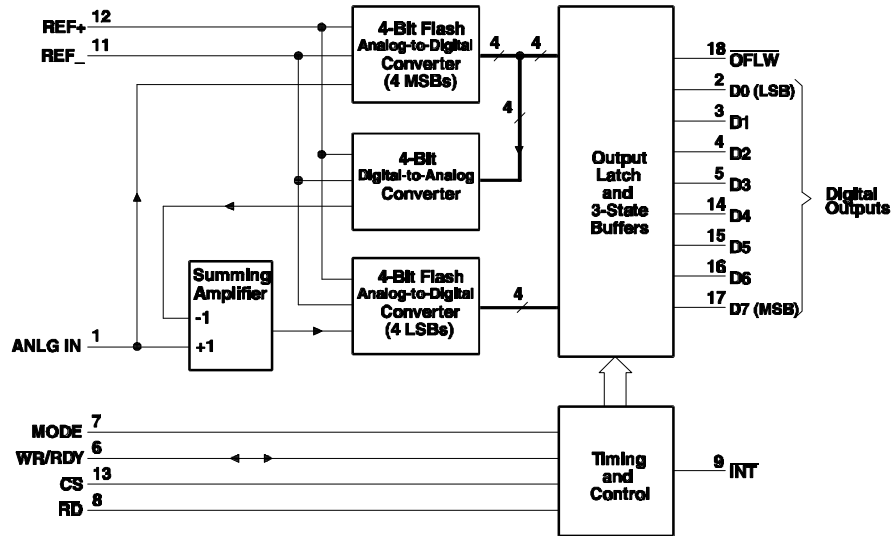 REF+ 12
REF_ 11
4-Bit Flash
Analog-to-Digital
Converter
(4 MSBs)
4
4
4
4-Bit
Digital-to-Analog
Converter
Summing
Amplifier
-1
+1
4-Bit Flash
Analog-to-Digital
Converter
(4 LSBs)
4
ANLG IN 1
Output
Latch
and
3-State
Buffers
18 OFLW
2 D0 (LSB)
3 D1
4 D2
5 D3
14 D4
15 D5
16 D6
17 D7 (MSB)
Digital
Outputs
MODE 7
WR/RDY 6
CS 13
RD 8
Timing
and
Control
9 INT